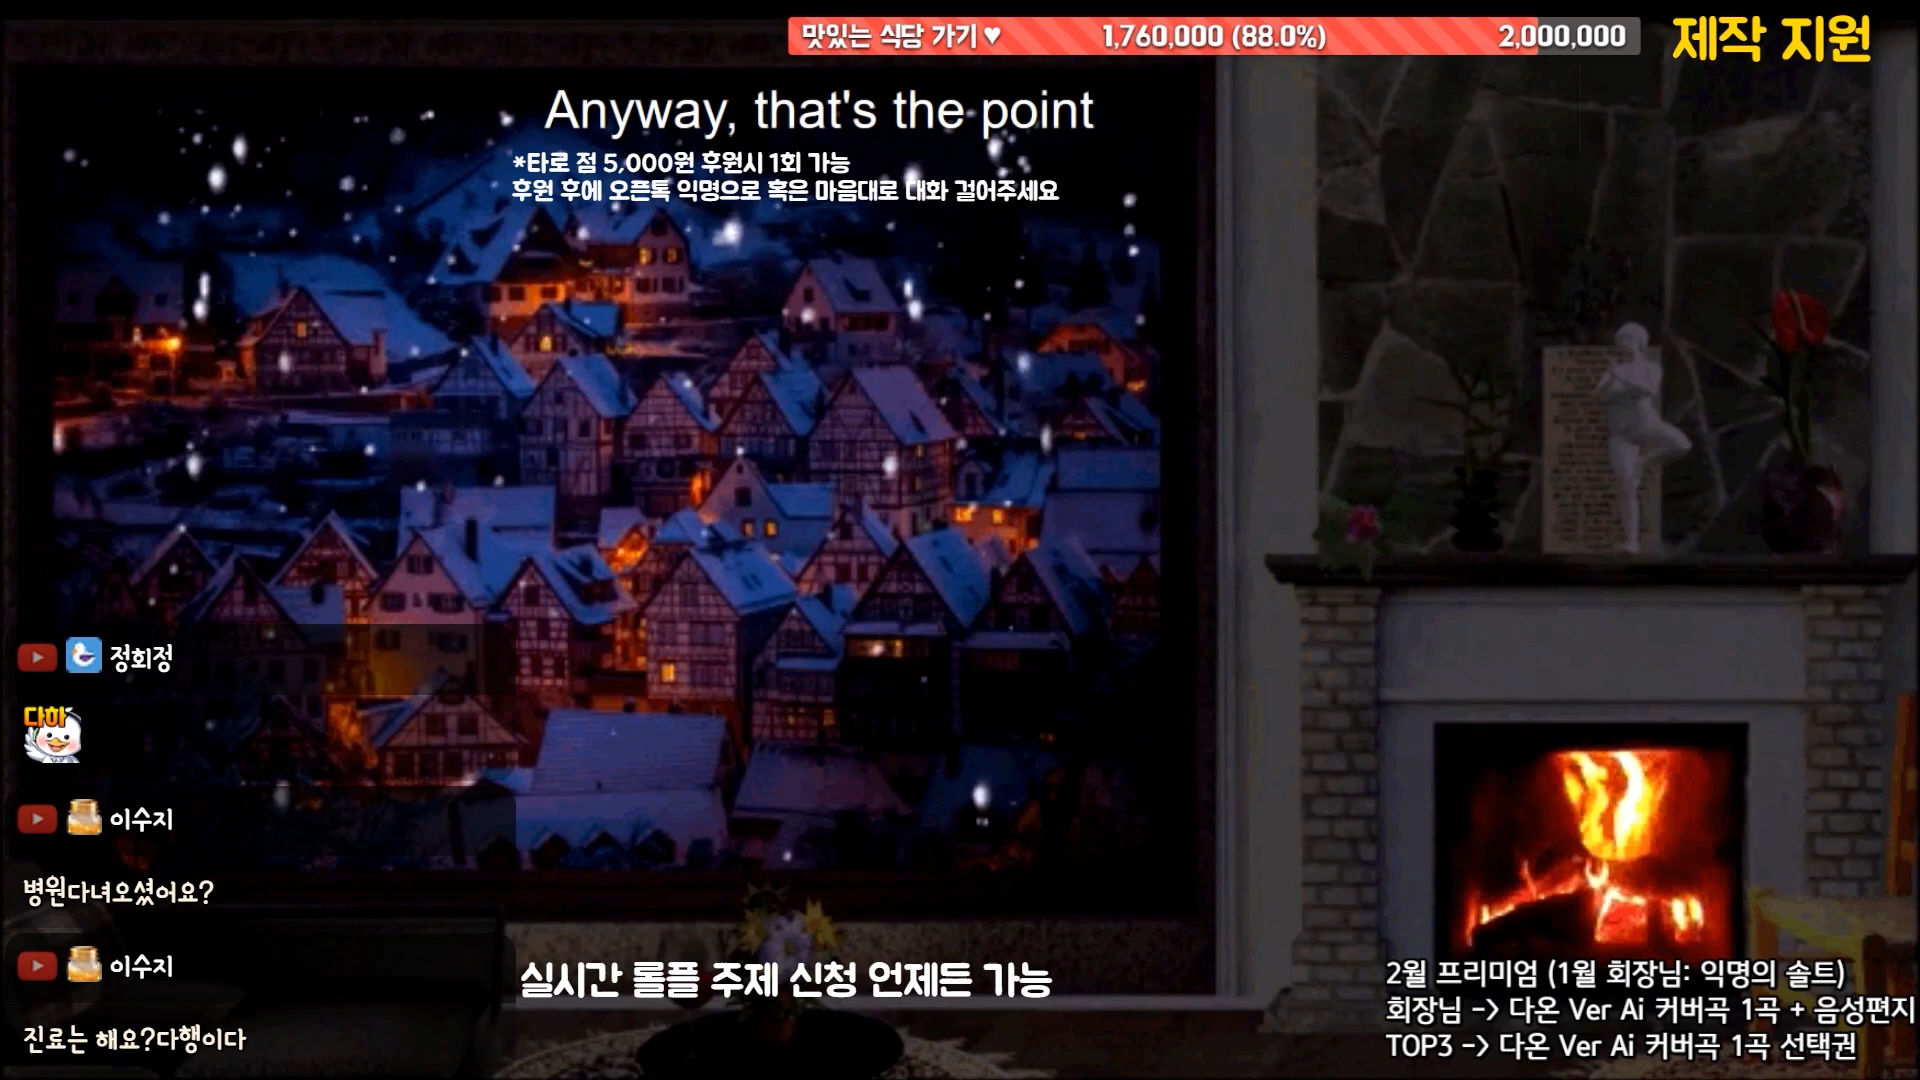 맛있는 식당 가기♥ 1,760,000 (88.0%) 2,000,000
제작 지원
Anyway, that's the point
*타로 점 5,000원 후원시 1회 가능
후원 후에 오픈톡 익명으로 혹은 마음대로 대화 걸어주세요
정회정
다하
이수지
병원다녀오셨어요?
이수지
진료는 해요?다행이다
실시간 롤플 주제 신청 언제든 가능
2월 프리미엄 (1월 회장님: 익명의 솔트)
회장님 -> 다온 Ver Ai 커버곡 1곡 + 음성편지
TOP3 -> 다온 Ver Ai 커버곡 1곡 선택권